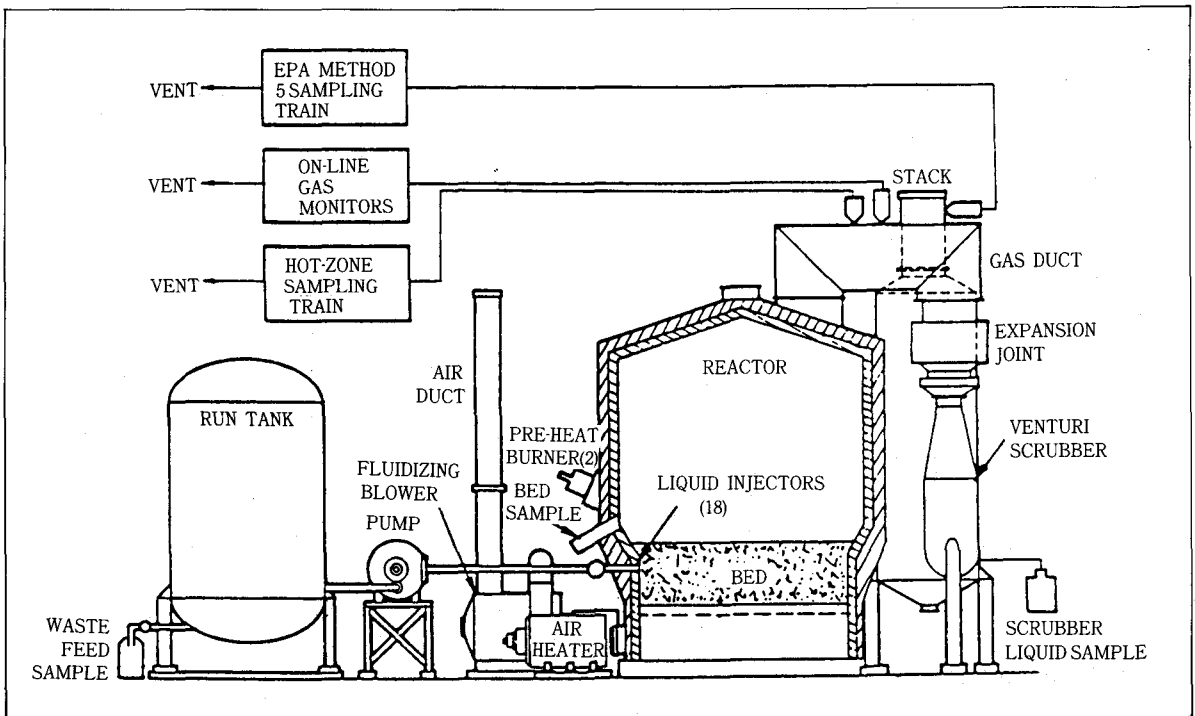 EPA METHOD
5 SAMPLING
TRAIN
VENT
ON-LINE
GAS
MONITORS
VENT
STACK
HOT-ZONE
SAMPLING
TRAIN
VENT
GAS DUCT
EXPANSION
JOINT
AIR
DUCT
REACTOR
RUN TANK
PRE-HEAT
BURNER(2)
VENTURI
SCRUBBER
FLUIDIZING
BLOWER
BED
SAMPLE
LIQUID INJECTORS
(18)
PUMP
BED
AIR
HEATER
WASTE
FEED
SAMPLE
SCRUBBER
LIQUID SAMPLE